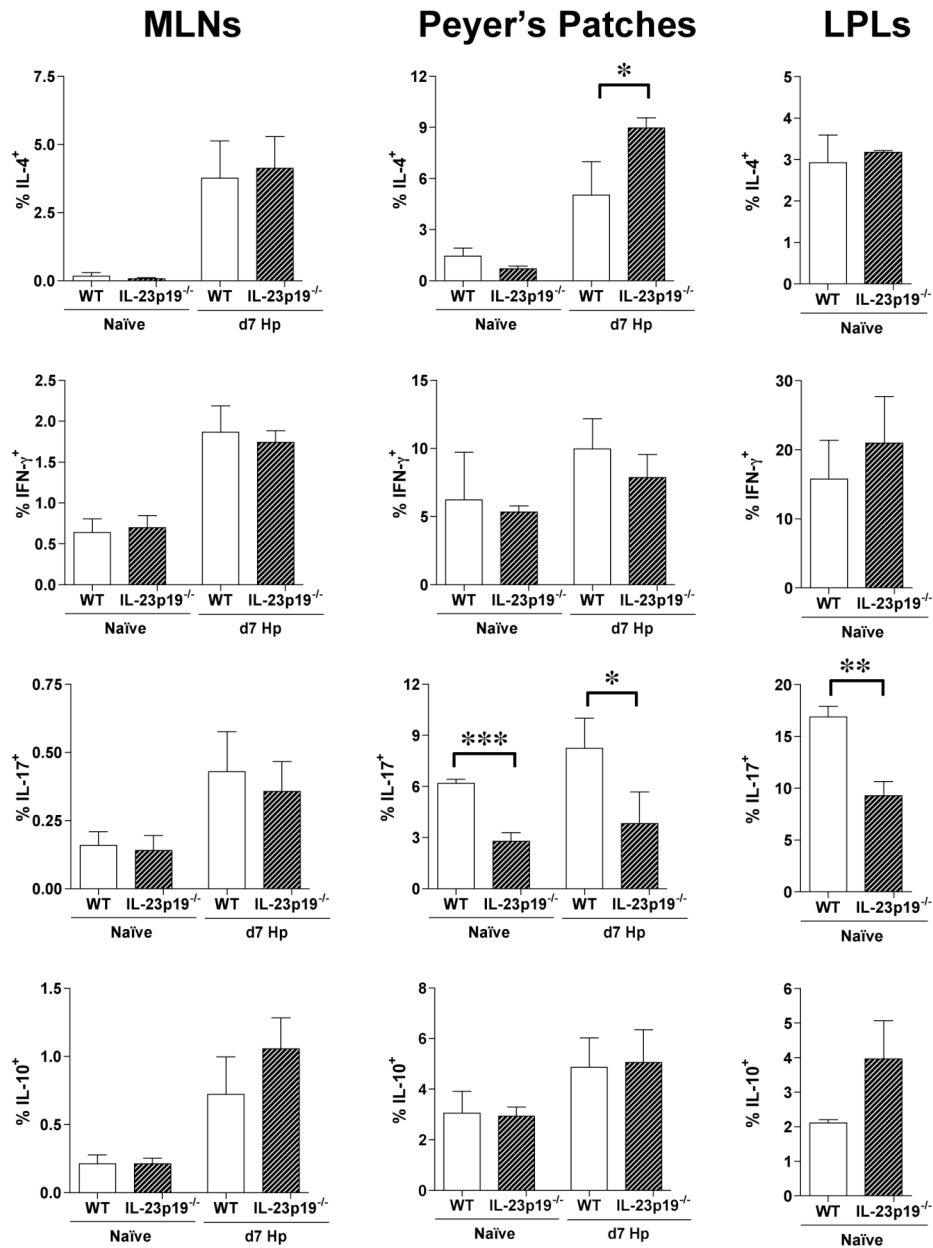 MLNs Peyer's Patches LPLs
% IL-4+
7.5
5.0
2.5
0.0
WT IL-23p19-/- WT IL-23p19-/-
Naïve d7 Hp
% IL-4+
12
9
6
3
0
*
WT IL-23p19-/- WT IL-23p19-/-
Naïve d7 Hp
% IL-4+
5
4
3
2
1
0
WT IL-23p19-/-
Naïve
% IFN-γ+
2.5
2.0
1.5
1.0
0.5
0.0
WT IL-23p19-/- WT IL-23p19-/-
Naïve d7 Hp
% IFN-γ+
15
10
5
0
WT IL-23p19-/- WT IL-23p19-/-
Naïve d7 Hp
% IFN-γ+
30
20
10
0
WT IL-23p19-/-
Naïve
% IL-17+
0.75
0.50
0.25
0.00
WT IL-23p19-/- WT IL-23p19-/-
Naïve d7 Hp
% IL-17+
12
9
6
3
0
*** *
WT IL-23p19-/- WT IL-23p19-/-
Naïve d7 Hp
% IL-17+
20
15
10
5
0
**
WT IL-23p19-/-
Naïve
% IL-10+
1.5
1.0
0.5
0.0
WT IL-23p19-/- WT IL-23p19-/-
Naïve d7 Hp
% IL-10+
8
6
4
2
0
WT IL-23p19-/- WT IL-23p19-/-
Naïve d7 Hp
% IL-10+
6
5
4
3
2
1
0
WT IL-23p19-/-
Naïve